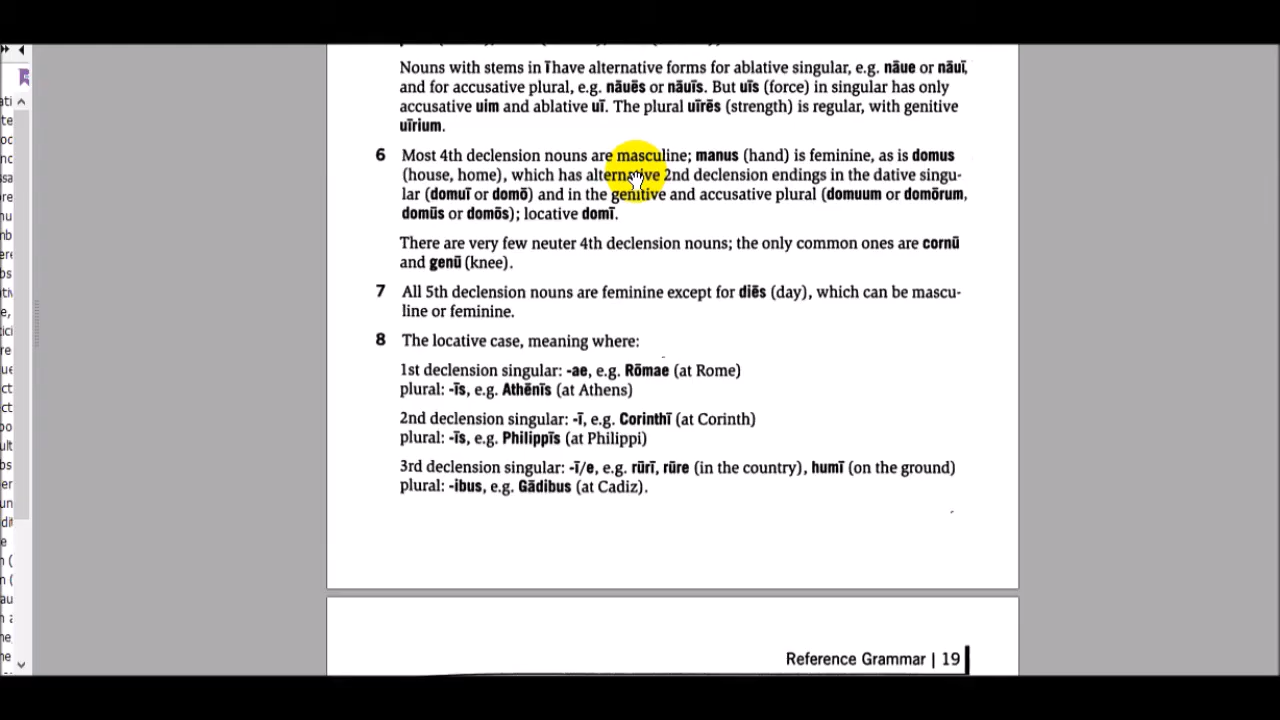 Nouns with stems in ī have alternative forms for ablative singular, e.g. nāue or nāuī,
and for accusative plural, e.g. nāuēs or nāuīs. But uīs (force) in singular has only
accusative uim and ablative uī. The plural uīrēs (strength) is regular, with genitive
uīrium.
6 Most 4th declension nouns are masculine; manus (hand) is feminine, as is domus
(house, home), which has alternative 2nd declension endings in the dative singu-
lar (domuī or domō) and in the genitive and accusative plural (domuum or domōrum,
domūs or domōs); locative domī.
There are very few neuter 4th declension nouns; the only common ones are cornū
and genū (knee).
7 All 5th declension nouns are feminine except for diēs (day), which can be mascu-
line or feminine.
8 The locative case, meaning where:
1st declension singular: -ae, e.g. Rōmae (at Rome)
plural: -īs, e.g. Athēnīs (at Athens)
2nd declension singular: -ī, e.g. Corinthī (at Corinth)
plural: -īs, e.g. Philippīs (at Philippi)
3rd declension singular: -ī/e, e.g. rūrī, rūre (in the country), humī (on the ground)
plural: -ibus, e.g. Gādibus (at Cadiz).
Reference Grammar | 19